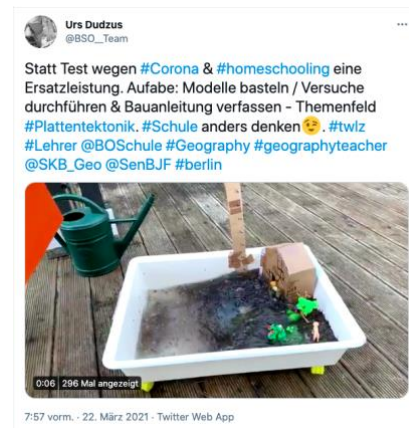 Urs Dudzus
@BSO__Team
Statt Test wegen #Corona & #homeschooling eine
Ersatzleistung. Aufabe: Modelle basteln / Versuche
durchführen & Bauanleitung verfassen - Themenfeld
#Plattentektonik. #Schule anders denken😉. #twlz
#Lehrer @BOSchule #Geography #geographyteacher
@SKB_Geo @SenBJF #berlin
0:06 296 Mal angezeigt
7:57 vorm. · 22. März 2021 · Twitter Web App